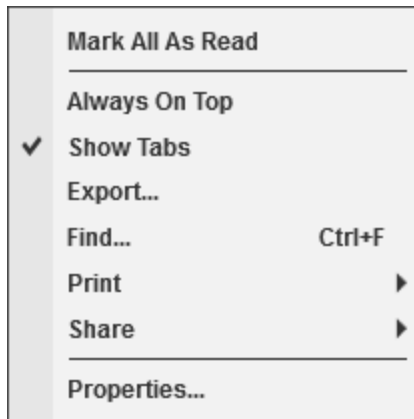 Mark All As Read
Always On Top
Show Tabs
Export...
Find... Ctrl+F
Print
Share
Properties...